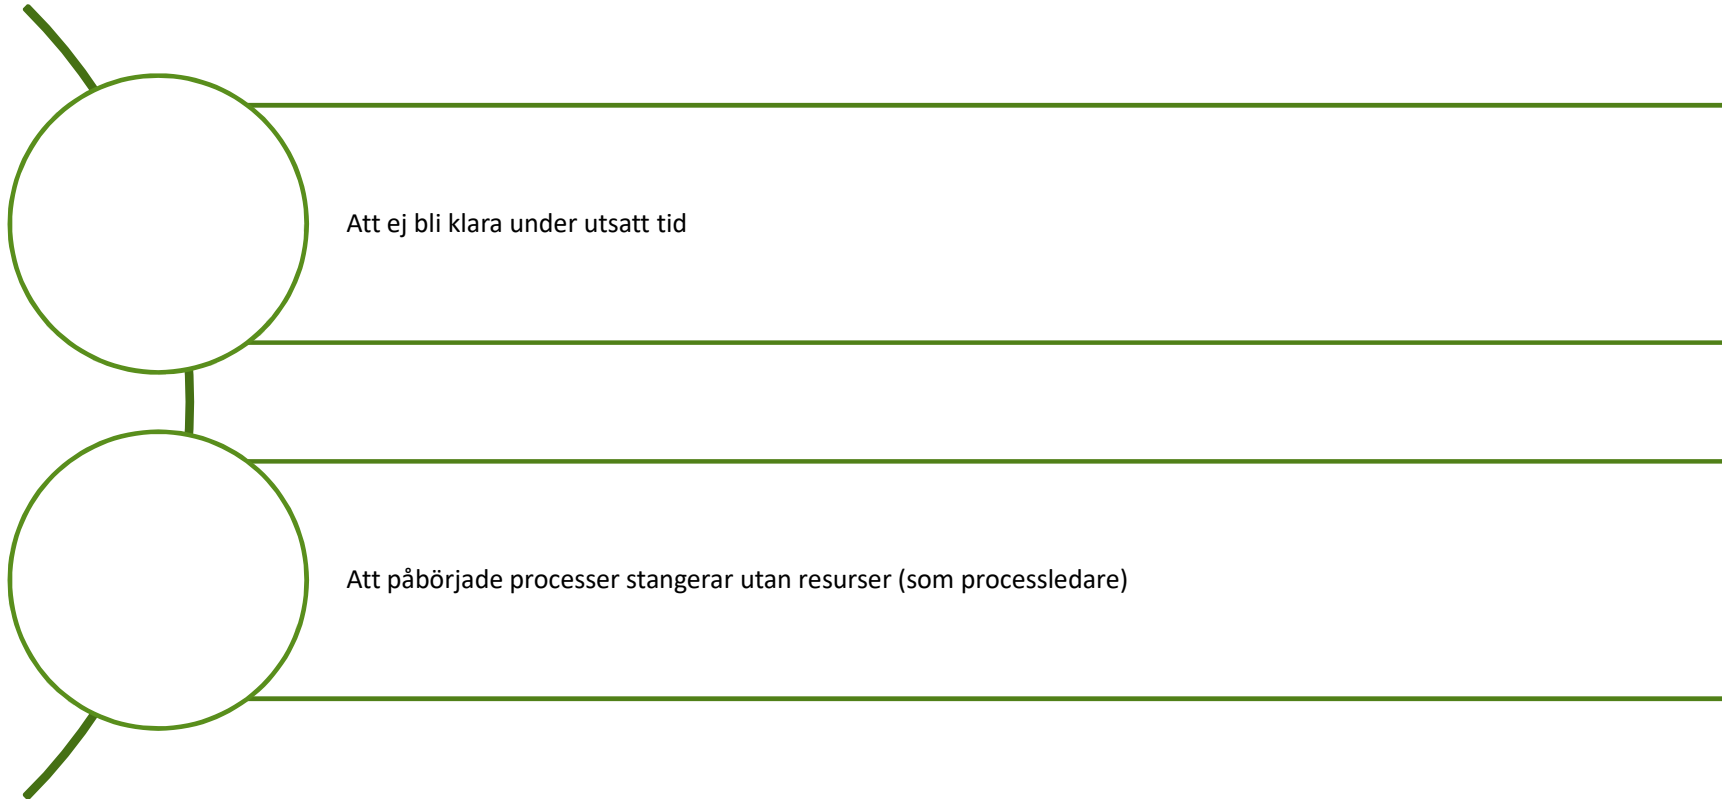 Att ej bli klara under utsatt tid
Att påbörjade processer stangerar utan resurser (som processledare)